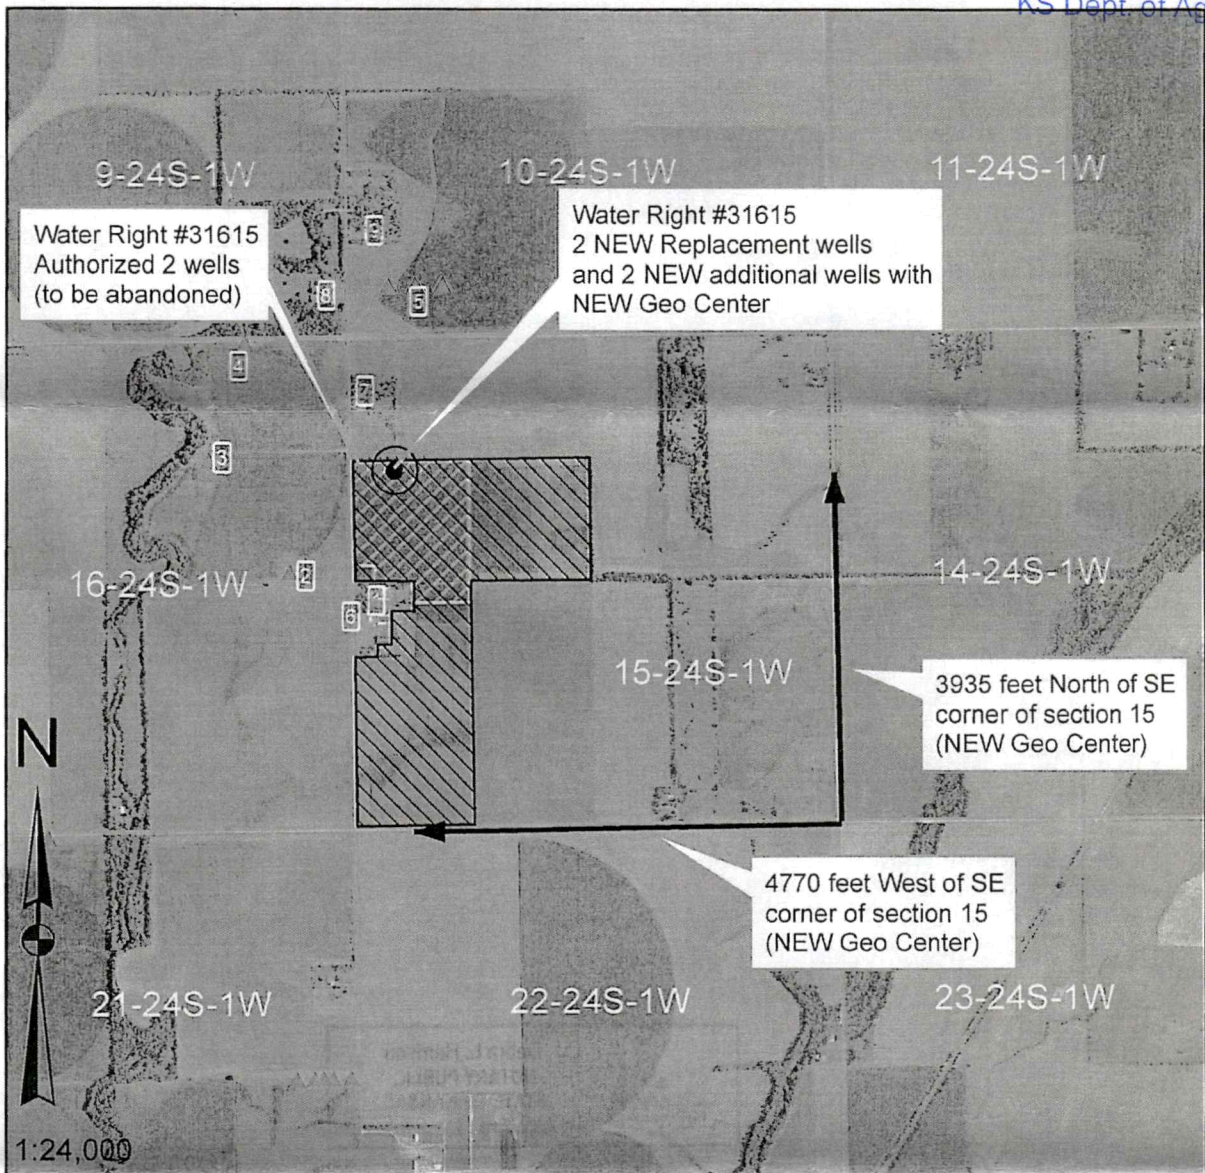 KS Dept. of Ag
9-24S-1W
10-24S-1W
11-24S-1W
Water Right #31615
Authorized 2 wells
(to be abandoned)
Water Right #31615
2 NEW Replacement wells
and 2 NEW additional wells with
NEW Geo Center
8
5
4
7
3
2
6
16-24S-1W
14-24S-1W
15-24S-1W
3935 feet North of SE
corner of section 15
(NEW Geo Center)
N
4770 feet West of SE
corner of section 15
(NEW Geo Center)
21-24S-1W
22-24S-1W
23-24S-1W
NOTARY PUBLIC
1:24,000